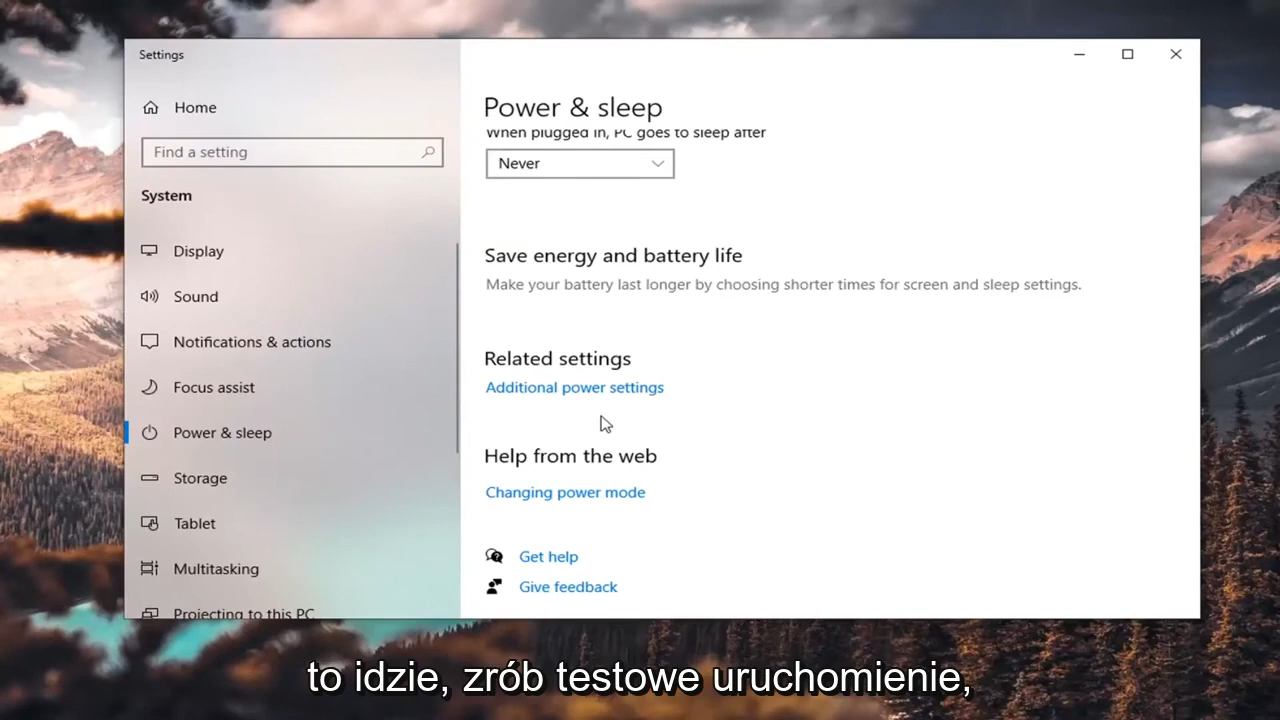 Settings
Home
Find a setting
System
Display
Sound
Notifications & actions
Focus assist
Power & sleep
Storage
Tablet
Multitasking
Projecting to this PC
Power & sleep
When plugged in, PC goes to sleep after
Never
Save energy and battery life
Make your battery last longer by choosing shorter times for screen and sleep settings.
Related settings
Additional power settings
Help from the web
Changing power mode
Get help
Give feedback
to idzie, zrób testowe uruchomienie,